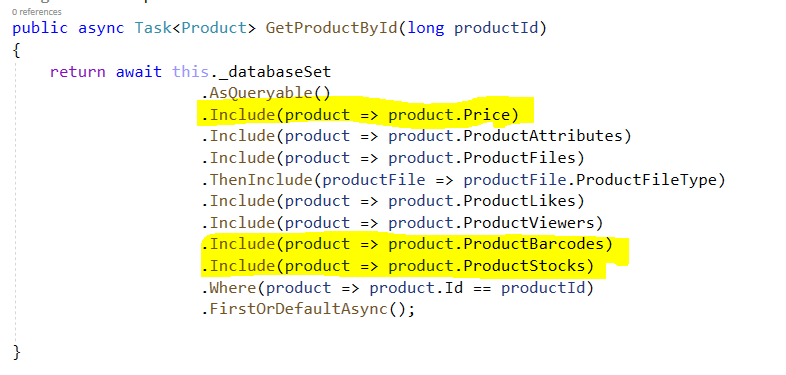 0 references
public async Task<Product> GetProductById(long productId)
{
return await this._databaseSet
.AsQueryable()
.Include(product => product.Price)
.Include(product => product.ProductAttributes)
.Include(product => product.ProductFiles)
.ThenInclude(productFile => productFile.ProductFileType)
.Include(product => product.ProductLikes)
.Include(product => product.ProductViewers)
.Include(product => product.ProductBarcodes)
.Include(product => product.ProductStocks)
.Where(product => product.Id == productId)
.FirstOrDefaultAsync();
}